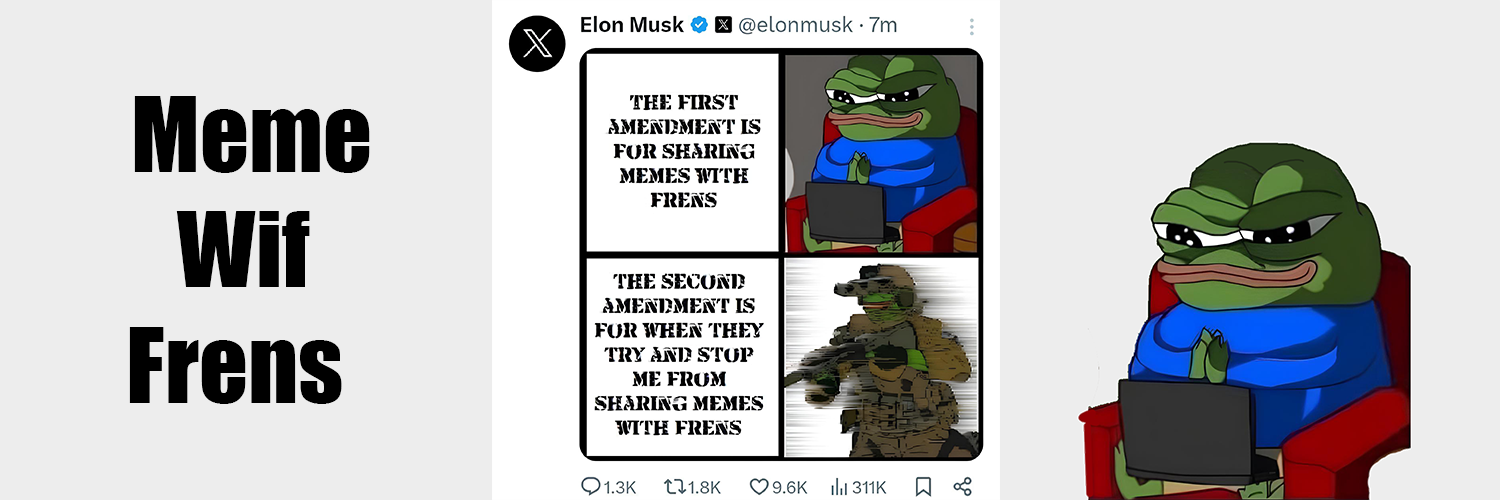 Meme
Wif
Frens
Elon Musk @elonmusk · 7m
THE FIRST
AMENDMENT IS
FOR SHARING
MEMES WITH
FRENS
THE SECOND
AMENDMENT IS
FOR WHEN THEY
TRY AND STOP
ME FROM
SHARING MEMES
WITH FRENS
1.3K 1.8K 9.6K 311K